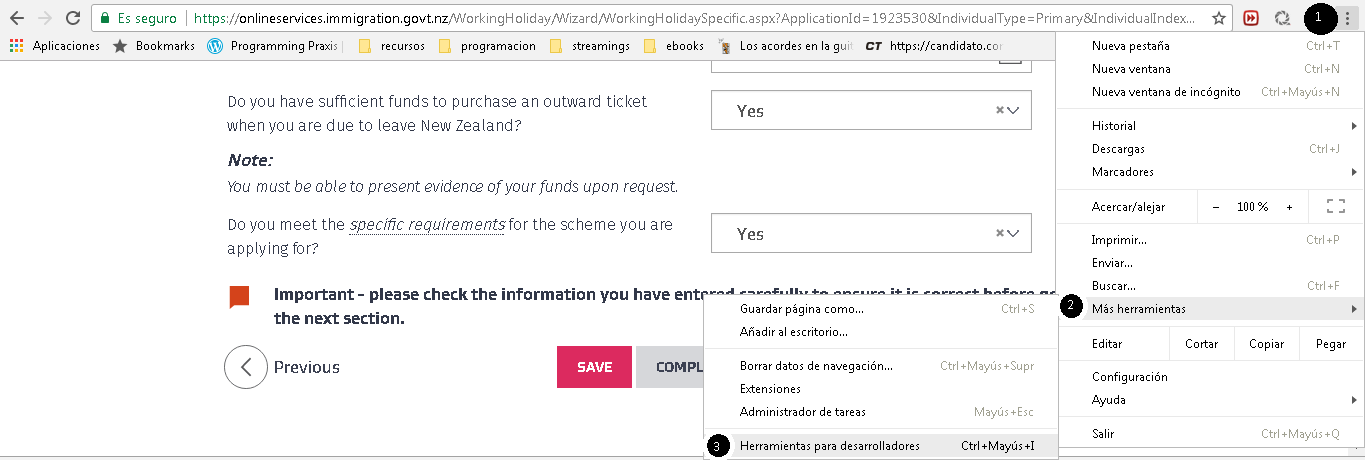 Es seguro https://onlineservices.immigration.govt.nz/WorkingHoliday/Wizard/WorkingHolidaySpecific.aspx?ApplicationId=1923530&IndividualType=Primary&IndividualIndex... 1
Aplicaciones Bookmarks Programming Praxis | recursos programacion streamings ebooks Los acordes en la guit CT https://candidato.cor
Do you have sufficient funds to purchase an outward ticket
when you are due to leave New Zealand?
Yes
Note:
You must be able to present evidence of your funds upon request.
Do you meet the specific requirements for the scheme you are
applying for?
Yes
Important - please check the information you have entered carefully to ensure it is correct before go
the next section.
Previous
SAVE
COMPL
Nueva pestaña Ctrl+T
Nueva ventana Ctrl+N
Nueva ventana de incógnito Ctrl+Mayús+N
Historial
Descargas Ctrl+J
Marcadores
Acercar/alejar − 100 % +
Imprimir... Ctrl+P
Enviar...
Buscar... Ctrl+F
2 Más herramientas
Editar Cortar Copiar Pegar
Configuración
Ayuda
Salir Ctrl+Mayús+Q
Guardar página como... Ctrl+S
Añadir al escritorio...
Borrar datos de navegación... Ctrl+Mayús+Supr
Extensiones
Administrador de tareas Mayús+Esc
3 Herramientas para desarrolladores Ctrl+Mayús+I